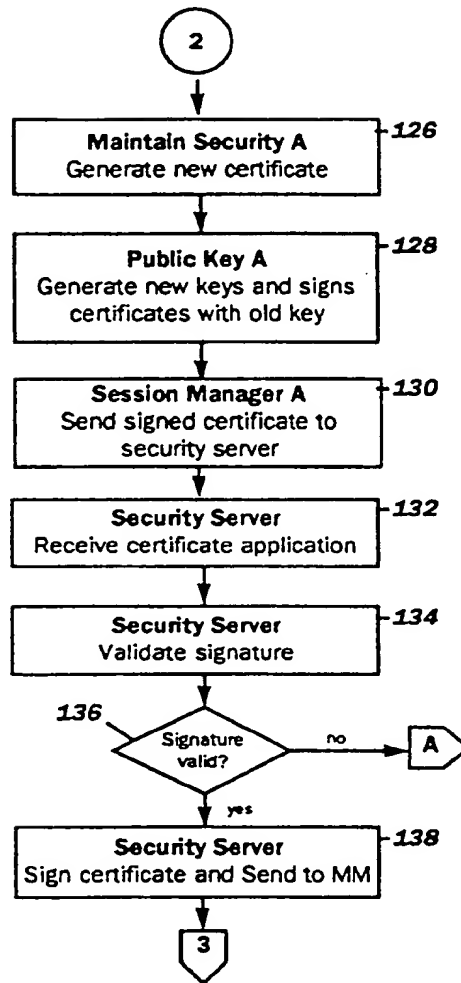 2
Maintain Security A
Generate new certificate
126
Public Key A
Generate new keys and signs
certificates with old key
128
Session Manager A
Send signed certificate to
security server
130
Security Server
Receive certificate application
132
Security Server
Validate signature
134
136
Signature
valid?
no
A
yes
Security Server
Sign certificate and Send to MM
138
3